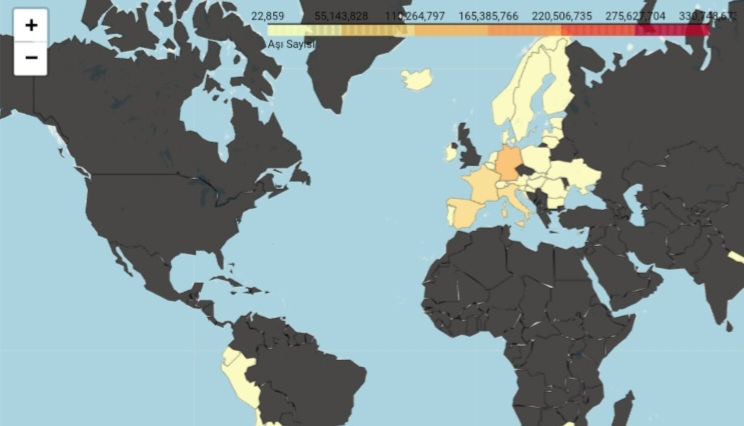 +
−
22,859 55,143,828 110,264,797 165,385,766 220,506,735 275,627,704
Aşı Sayısı